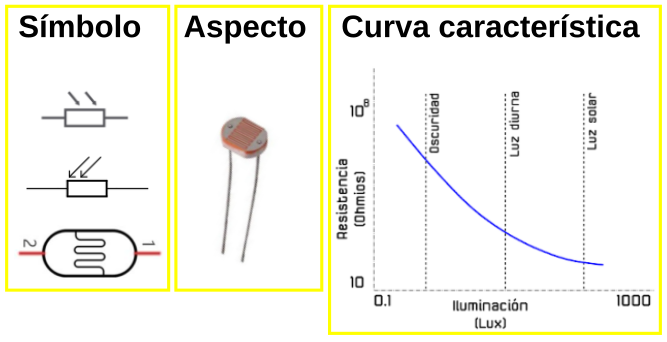 Símbolo
Aspecto
Curva característica
2
1
10⁸
Oscuridad
Luz diurna
Luz solar
Resistencia
(Ohmios)
10
0.1
1000
Iluminación
(Lux)